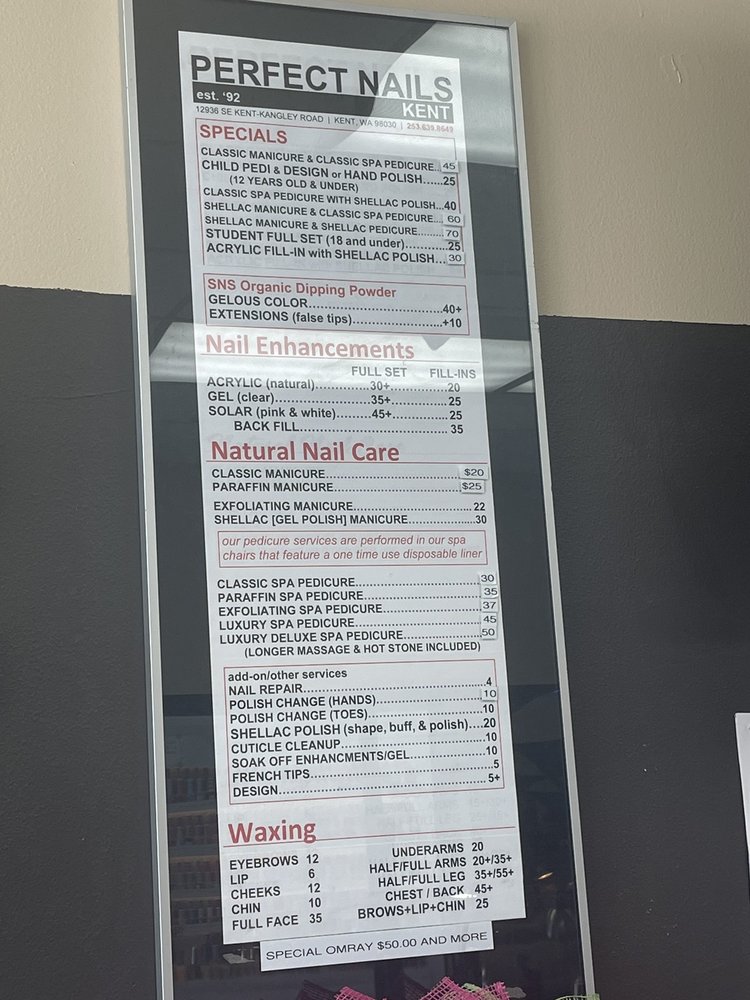 PERFECT NAILS
est. '92 KENT
12936 SE KENT-KANGLEY ROAD | KENT, WA 98030 | 253.639.8649
SPECIALS
CLASSIC MANICURE & CLASSIC SPA PEDICURE..45
CHILD PEDI & DESIGN or HAND POLISH......25
(12 YEARS OLD & UNDER)
CLASSIC SPA PEDICURE WITH SHELLAC POLISH...40
SHELLAC MANICURE & CLASSIC SPA PEDICURE....60
SHELLAC MANICURE & SHELLAC PEDICURE........70
STUDENT FULL SET (18 and under)...........25
ACRYLIC FILL-IN with SHELLAC POLISH...30
SNS Organic Dipping Powder
GELOUS COLOR..............................40+
EXTENSIONS (false tips)....................+10
Nail Enhancements
FULL SET FILL-INS
ACRYLIC (natural)............30+............20
GEL (clear).....................35+............25
SOLAR (pink & white)........45+............25
BACK FILL................................ 35
Natural Nail Care
CLASSIC MANICURE.............................$20
PARAFFIN MANICURE..........................$25
EXFOLIATING MANICURE..........................22
SHELLAC [GEL POLISH] MANICURE...............30
our pedicure services are performed in our spa
chairs that feature a one time use disposable liner
CLASSIC SPA PEDICURE...........................30
PARAFFIN SPA PEDICURE..........................35
EXFOLIATING SPA PEDICURE.....................37
LUXURY SPA PEDICURE...........................45
LUXURY DELUXE SPA PEDICURE.................50
(LONGER MASSAGE & HOT STONE INCLUDED)
add-on/other services
NAIL REPAIR........................................4
POLISH CHANGE (HANDS)........................10
POLISH CHANGE (TOES)..........................10
SHELLAC POLISH (shape, buff, & polish)....20
CUTICLE CLEANUP................................10
SOAK OFF ENHANCMENTS/GEL.................10
FRENCH TIPS.......................................5
DESIGN..............................................5+
Waxing
EYEBROWS 12
LIP 6
CHEEKS 12
CHIN 10
FULL FACE 35
UNDERARMS 20
HALF/FULL ARMS 20+/35+
HALF/FULL LEG 35+/55+
CHEST / BACK 45+
BROWS+LIP+CHIN 25
SPECIAL OMRAY $50.00 AND MORE